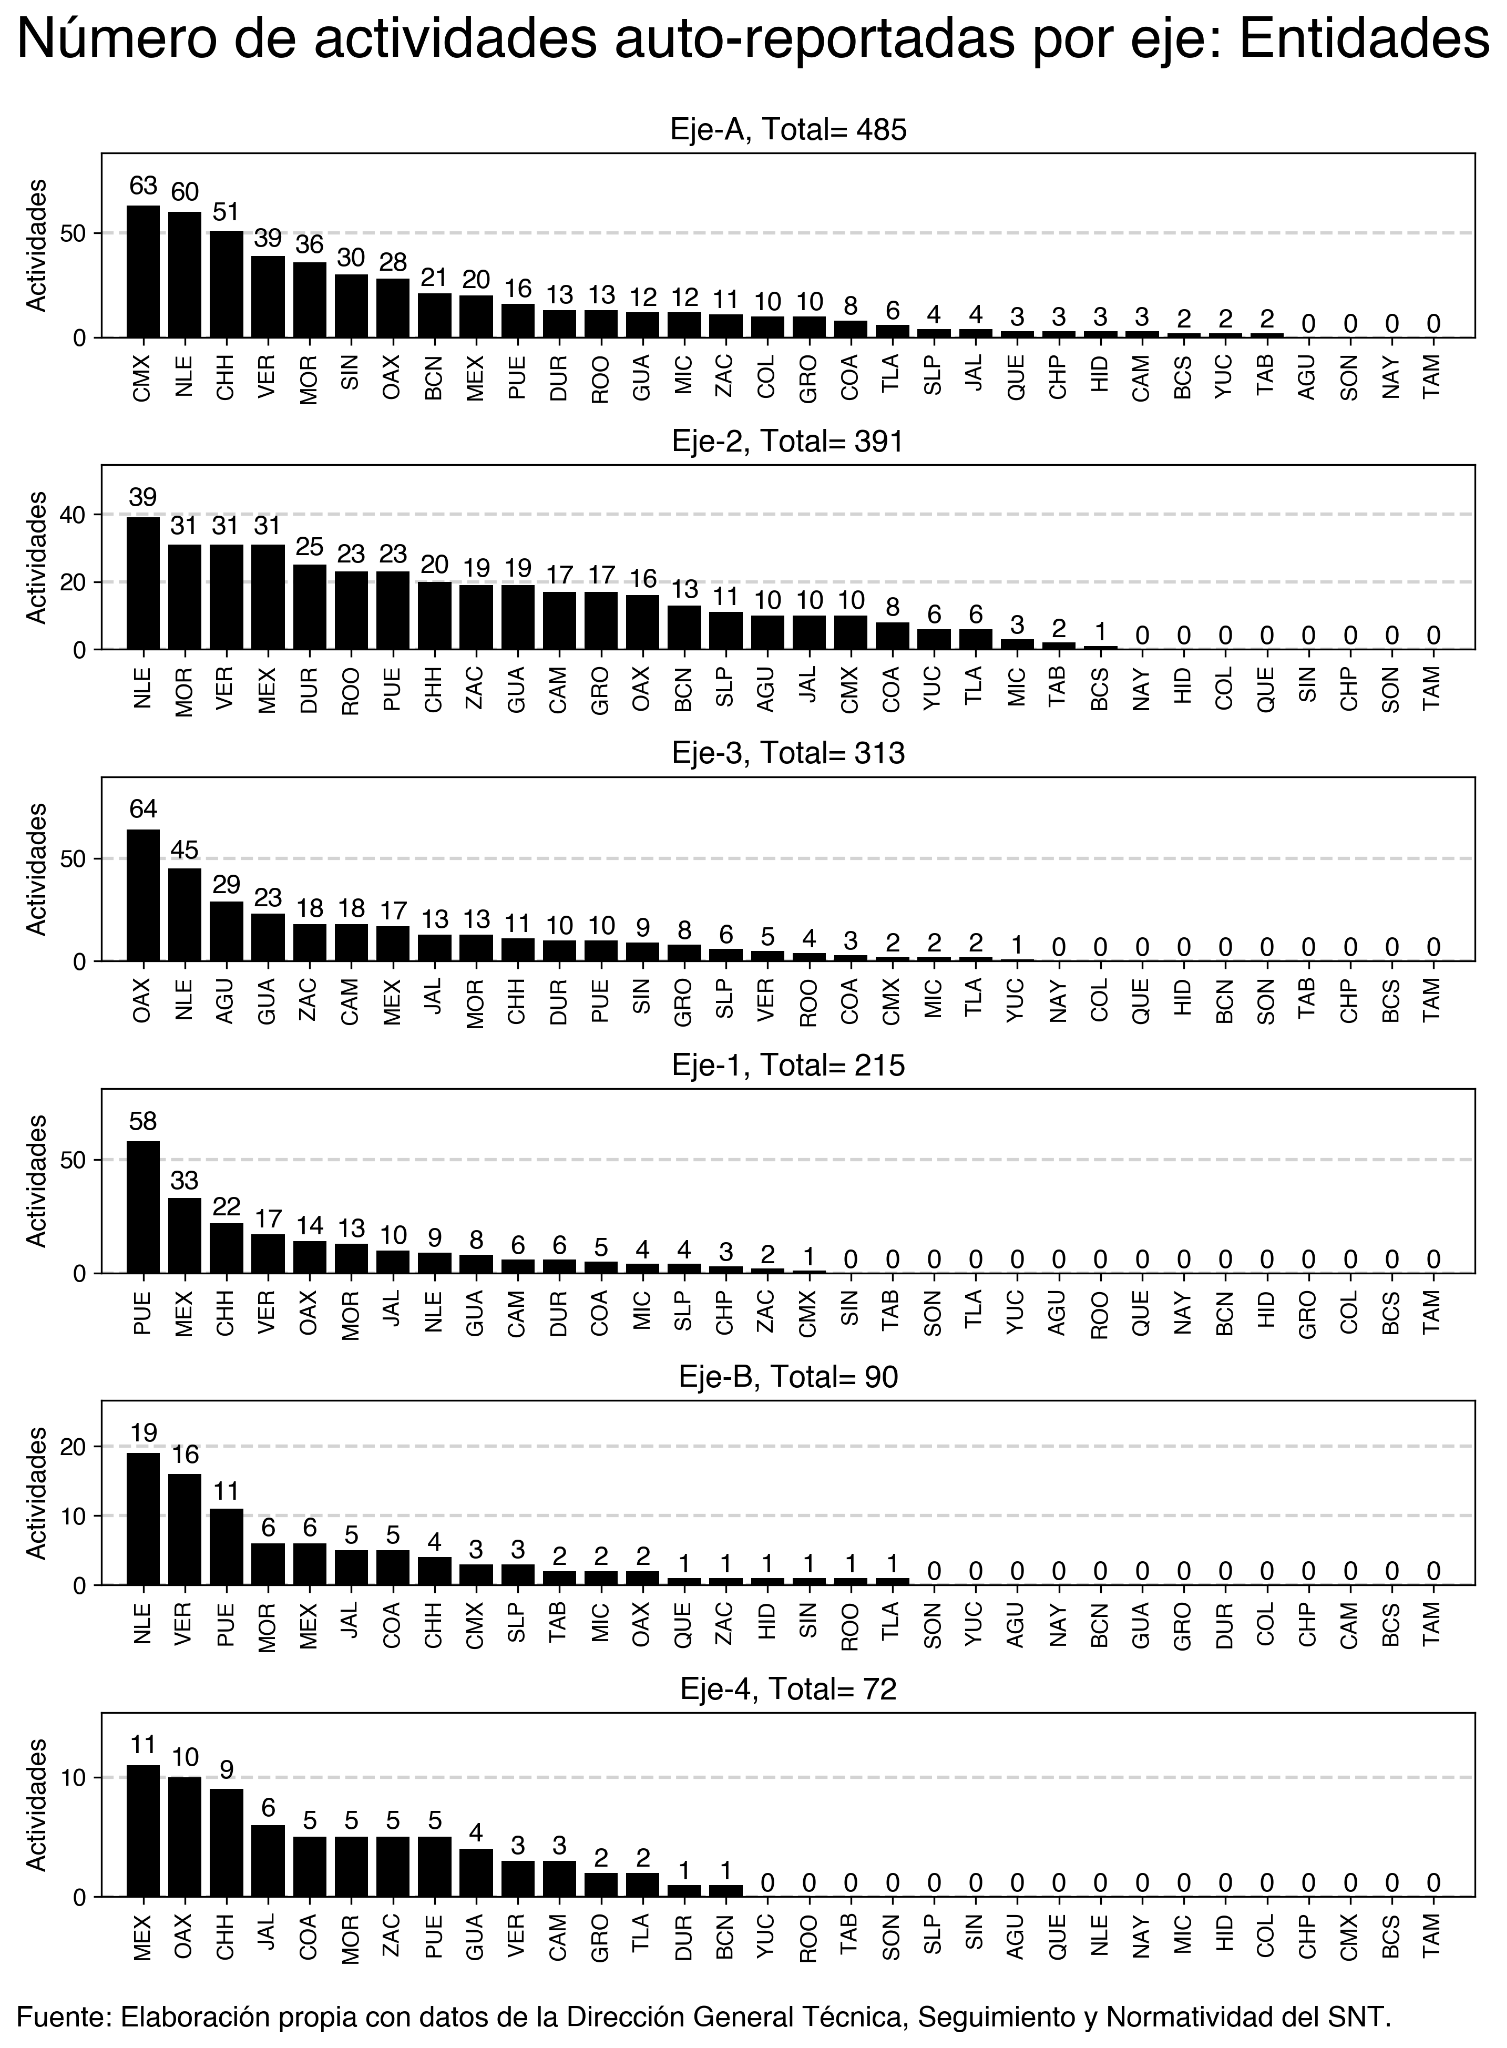 Número de actividades auto-reportadas por eje: Entidades
Eje-A, Total= 485
Actividades
50
0
63 60 51 39 36 30 28 21 20 16 13 13 12 12 11 10 10 8 6 4 4 3 3 3 3 2 2 2 0 0 0 0
CMX NLE CHH VER MOR SIN OAX BCN MEX PUE DUR ROO GUA MIC ZAC COL GRO COA TLA SLP JAL QUE CHP HID CAM BCS YUC TAB AGU SON NAY TAM
Eje-2, Total= 391
Actividades
40
20
0
39 31 31 31 25 23 23 20 19 19 17 17 16 13 11 10 10 10 8 6 6 3 2 1 0 0 0 0 0 0 0 0
NLE MOR VER MEX DUR ROO PUE CHH ZAC GUA CAM GRO OAX BCN SLP AGU JAL CMX COA YUC TLA MIC TAB BCS NAY HID COL QUE SIN CHP SON TAM
Eje-3, Total= 313
Actividades
50
0
64 45 29 23 18 18 17 13 13 11 10 10 9 8 6 5 4 3 2 2 2 1 0 0 0 0 0 0 0 0 0 0
OAX NLE AGU GUA ZAC CAM MEX JAL MOR CHH DUR PUE SIN GRO SLP VER ROO COA CMX MIC TLA YUC NAY COL QUE HID BCN SON TAB CHP BCS TAM
Eje-1, Total= 215
Actividades
50
0
58 33 22 17 14 13 10 9 8 6 6 5 4 4 3 2 1 0 0 0 0 0 0 0 0 0 0 0 0 0 0 0
PUE MEX CHH VER OAX MOR JAL NLE GUA CAM DUR COA MIC SLP CHP ZAC CMX SIN TAB SON TLA YUC AGU ROO QUE NAY BCN HID GRO COL BCS TAM
Eje-B, Total= 90
Actividades
20
10
0
19 16 11 6 6 5 5 4 3 3 2 2 2 1 1 1 1 1 1 0 0 0 0 0 0 0 0 0 0 0 0 0
NLE VER PUE MOR MEX JAL COA CHH CMX SLP TAB MIC OAX QUE ZAC HID SIN ROO TLA SON YUC AGU NAY BCN GUA GRO DUR COL CHP CAM BCS TAM
Eje-4, Total= 72
Actividades
10
0
11 10 9 6 5 5 5 5 4 3 3 2 2 1 1 0 0 0 0 0 0 0 0 0 0 0 0 0 0 0 0 0
MEX OAX CHH JAL COA MOR ZAC PUE GUA VER CAM GRO TLA DUR BCN YUC ROO TAB SON SLP SIN AGU QUE NLE NAY MIC HID COL CHP CMX BCS TAM
Fuente: Elaboración propia con datos de la Dirección General Técnica, Seguimiento y Normatividad del SNT.